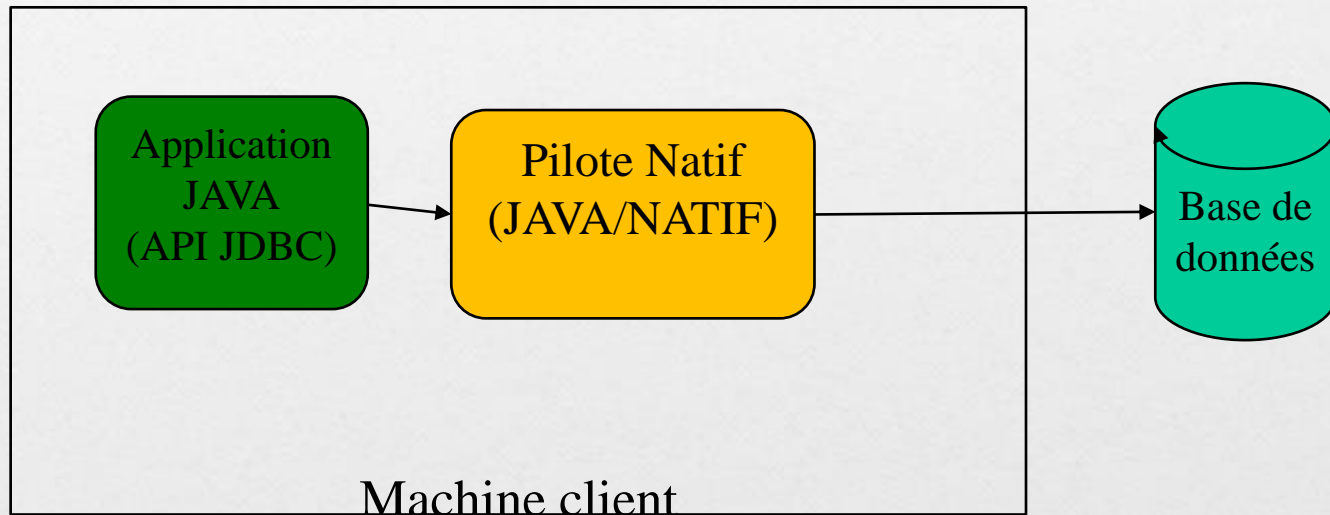 Application
JAVA
(API JDBC)
Pilote Natif
(JAVA/NATIF)
Base de
données
Machine client